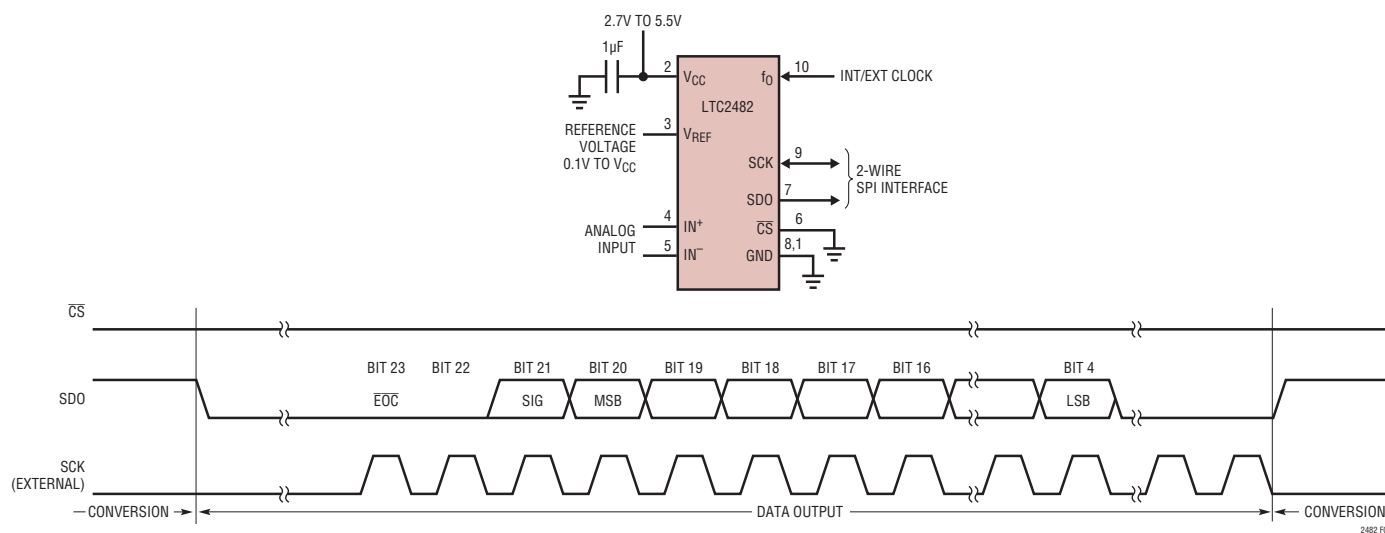 2.7V TO 5.5V
1µF
2
VCC
fO
10
INT/EXT CLOCK
LTC2482
REFERENCE
VOLTAGE
0.1V TO VCC
3
VREF
SCK
9
SDO
7
2-WIRE
SPI INTERFACE
ANALOG
INPUT
4
IN+
5
IN–
CS
6
GND
8,1
CS
BIT 23 BIT 22 BIT 21 BIT 20 BIT 19 BIT 18 BIT 17 BIT 16 BIT 4
SDO
EOC SIG MSB LSB
SCK
(EXTERNAL)
CONVERSION DATA OUTPUT CONVERSION